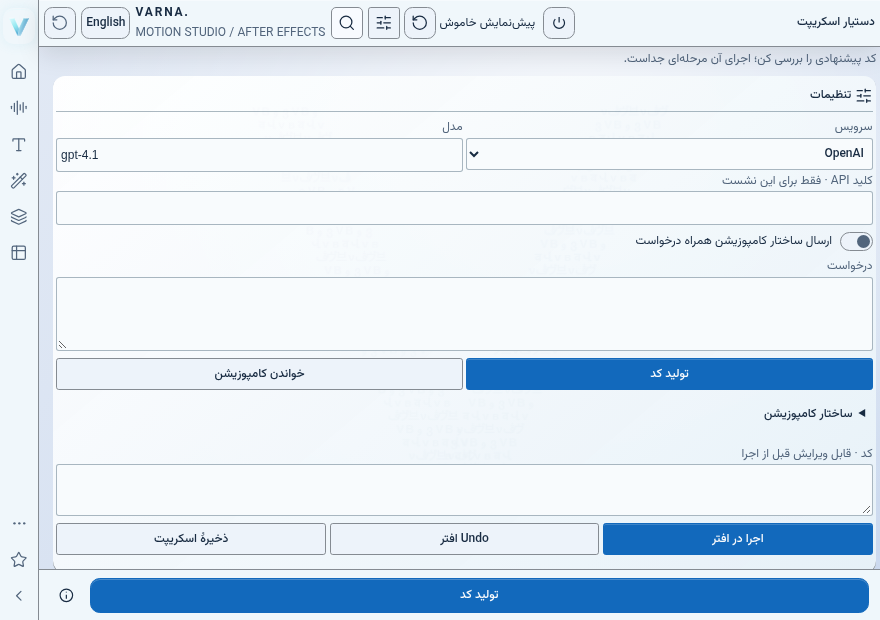 دستیار اسکریپت
پیش‌نمایش خاموش
VARNA.
MOTION STUDIO / AFTER EFFECTS
English
کد پیشنهادی را بررسی کن؛ اجرای آن مرحله‌ای جداست.
تنظیمات
سرویس
مدل
OpenAI
gpt-4.1
کلید API · فقط برای این نشست
ارسال ساختار کامپوزیشن همراه درخواست
درخواست
تولید کد
خواندن کامپوزیشن
ساختار کامپوزیشن
کد · قابل ویرایش قبل از اجرا
اجرا در افتر
Undo افتر
ذخیرهٔ اسکریپت
تولید کد